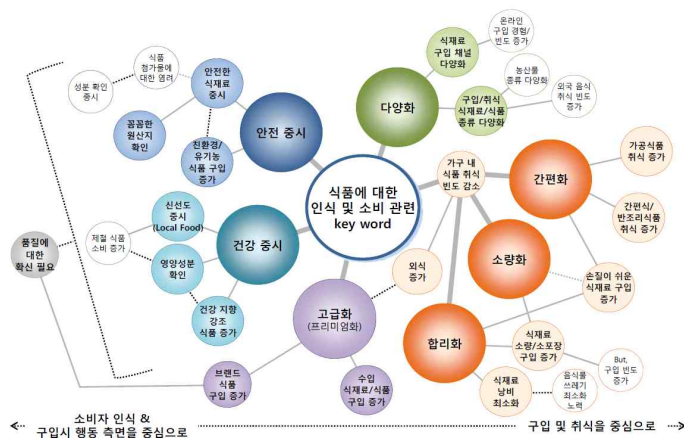 식품에 대한
인식 및 소비 관련
key word
안전 중시
안전한
식재료
중시
식품
첨가물에
대한 염려
성분 확인
중시
꼼꼼한
원산지
확인
친환경/
유기농
식품 구입
증가
건강 중시
신선도
중시
(Local Food)
제철 식품
소비 증가
영양성분
확인
건강 지향
강조
식품 증가
품질에
대한
확신 필요
고급화
(프리미엄화)
브랜드
식품
구입 증가
수입
식재료/식품
구입 증가
외식
증가
다양화
식재료
구입 채널
다양화
온라인
구입 경험/
빈도 증가
구입/취식
식재료/식품
종류 다양화
농산물
종류 다양화
외국 음식
취식 빈도
증가
가구 내
식품 취식
빈도 감소
간편화
가공식품
취식 증가
간편식/
반조리식품
취식 증가
손질이 쉬운
식재료 구입
증가
소량화
식재료
소량/소포장
구입 증가
But,
구입 빈도
증가
합리화
식재료
낭비
최소화
음식물
쓰레기
최소화
노력
소비자 인식 &
구입시 행동 측면을 중심으로
구입 및 취식을 중심으로